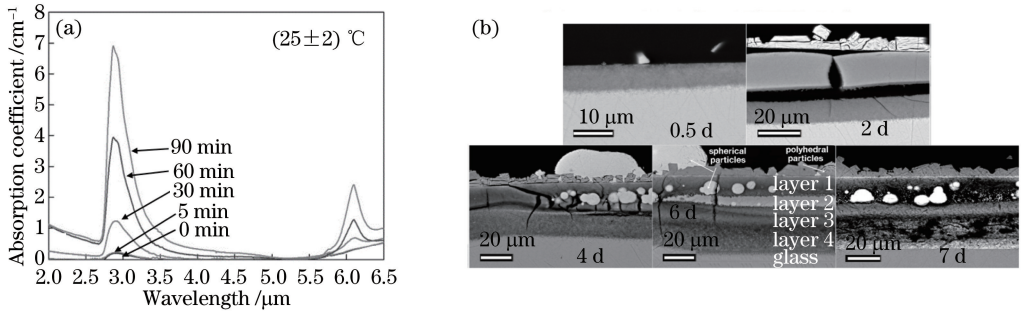 (a)
(25±2) ℃
Absorption coefficient /cm⁻¹
8
7
6
5
4
3
2
1
0
90 min
60 min
30 min
5 min
0 min
2.0 2.5 3.0 3.5 4.0 4.5 5.0 5.5 6.0 6.5
Wavelength /μm
(b)
10 μm
0.5 d
20 μm
2 d
20 μm
4 d
spherical
particles
polyhedral
particles
6 d
20 μm
layer 1
layer 2
layer 3
layer 4
glass
20 μm
7 d